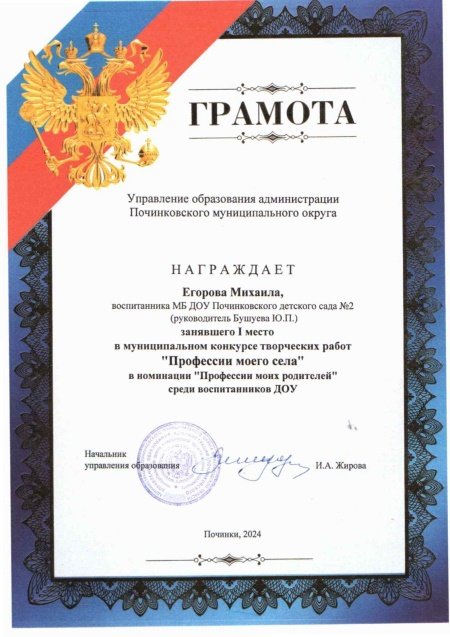 ГРАМОТА
Управление образования администрации
Починковского муниципального округа
НАГРАЖДАЕТ
Егорова Михаила,
воспитанника МБ ДОУ Починковского детского сада №2
(руководитель Бушуева Ю.П.)
занявшего I место
в муниципальном конкурсе творческих работ
"Профессии моего села"
в номинации "Профессии моих родителей"
среди воспитанников ДОУ
Начальник
управления образования
И.А. Жирова
Починки, 2024